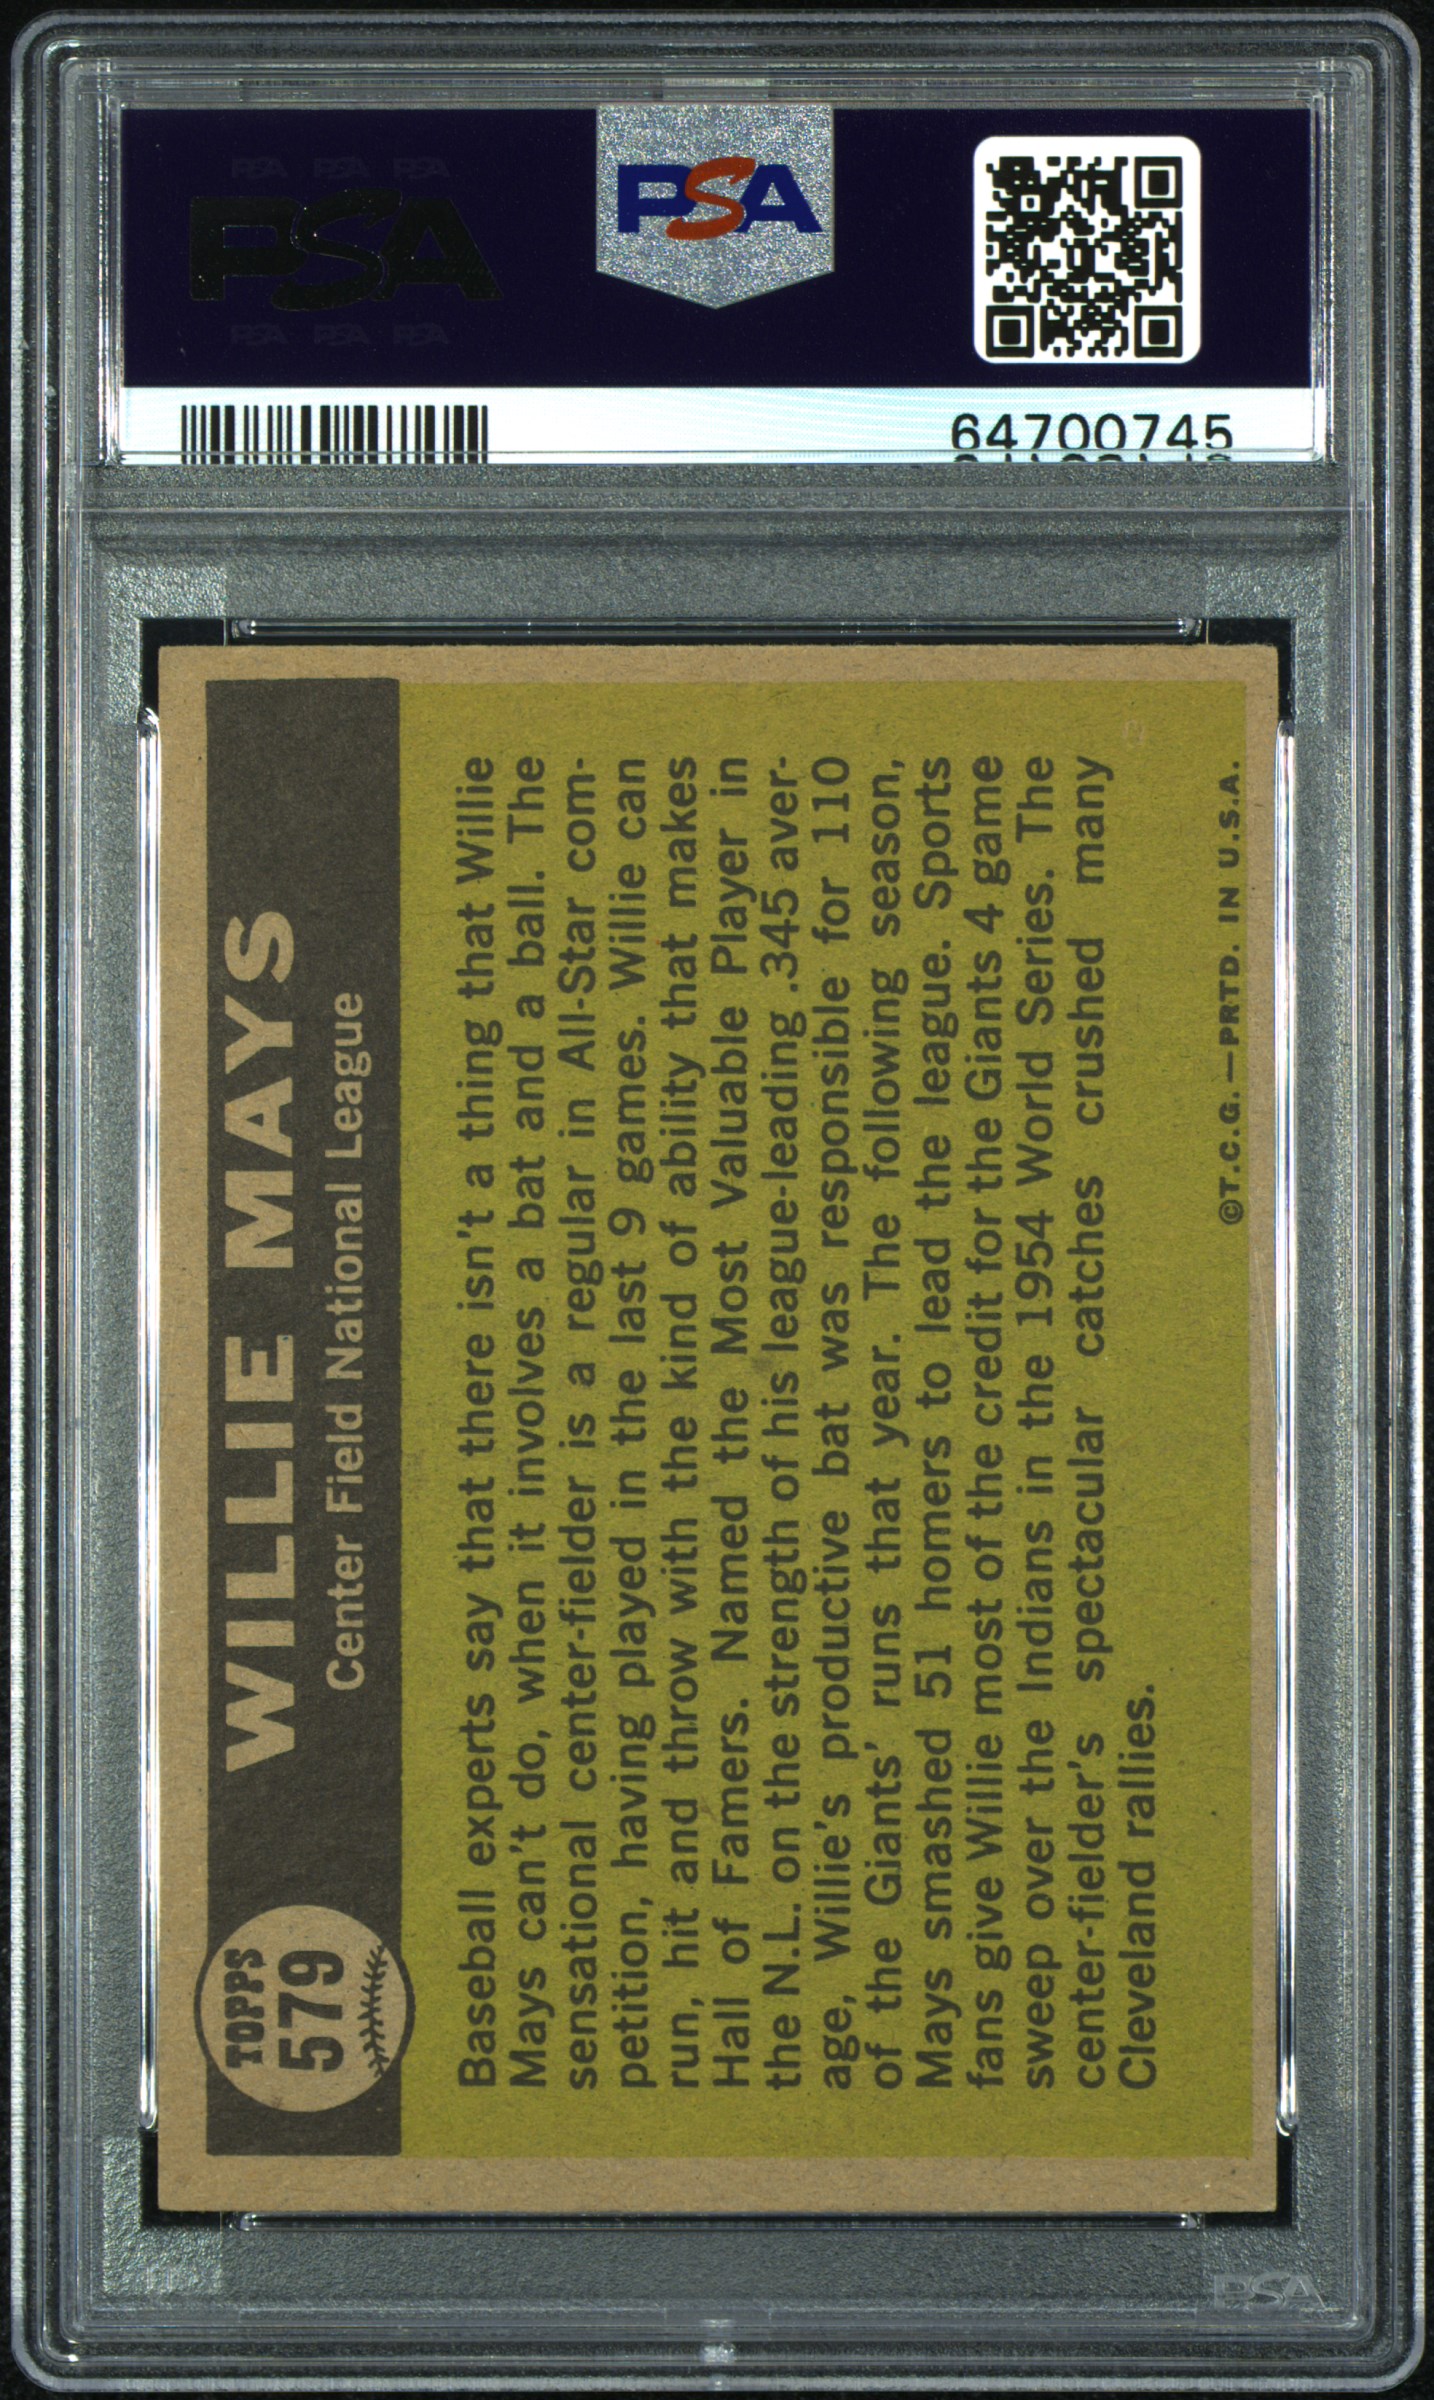 PSA PSA PSA
PSA
PSA PSA PSA
PSA
64700745
TOPPS
579
WILLIE MAYS
Center Field National League
Baseball experts say that there isn't a thing that Willie
Mays can't do, when it involves a bat and a ball. The
sensational center-fielder is a regular in All-Star com-
petition, having played in the last 9 games. Willie can
run, hit and throw with the kind of ability that makes
Hall of Famers. Named the Most Valuable Player in
the N.L. on the strength of his league-leading .345 aver-
age, Willie's productive bat was responsible for 110
of the Giants' runs that year. The following season,
Mays smashed 51 homers to lead the league. Sports
fans give Willie most of the credit for the Giants 4 game
sweep over the Indians in the 1954 World Series. The
center-fielder's spectacular catches crushed many
Cleveland rallies.
©T.C.G.—PRTD. IN U.S.A.
PSA